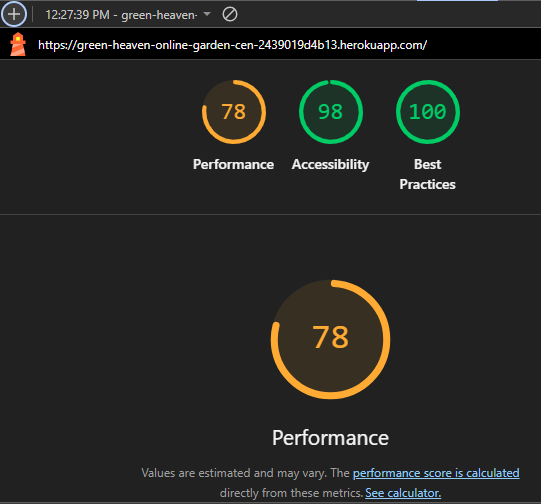 12:27:39 PM - green-heaven-
https://green-heaven-online-garden-cen-2439019d4b13.herokuapp.com/
78 98 100
Performance Accessibility Best
Practices
78
Performance
Values are estimated and may vary. The performance score is calculated
directly from these metrics. See calculator.